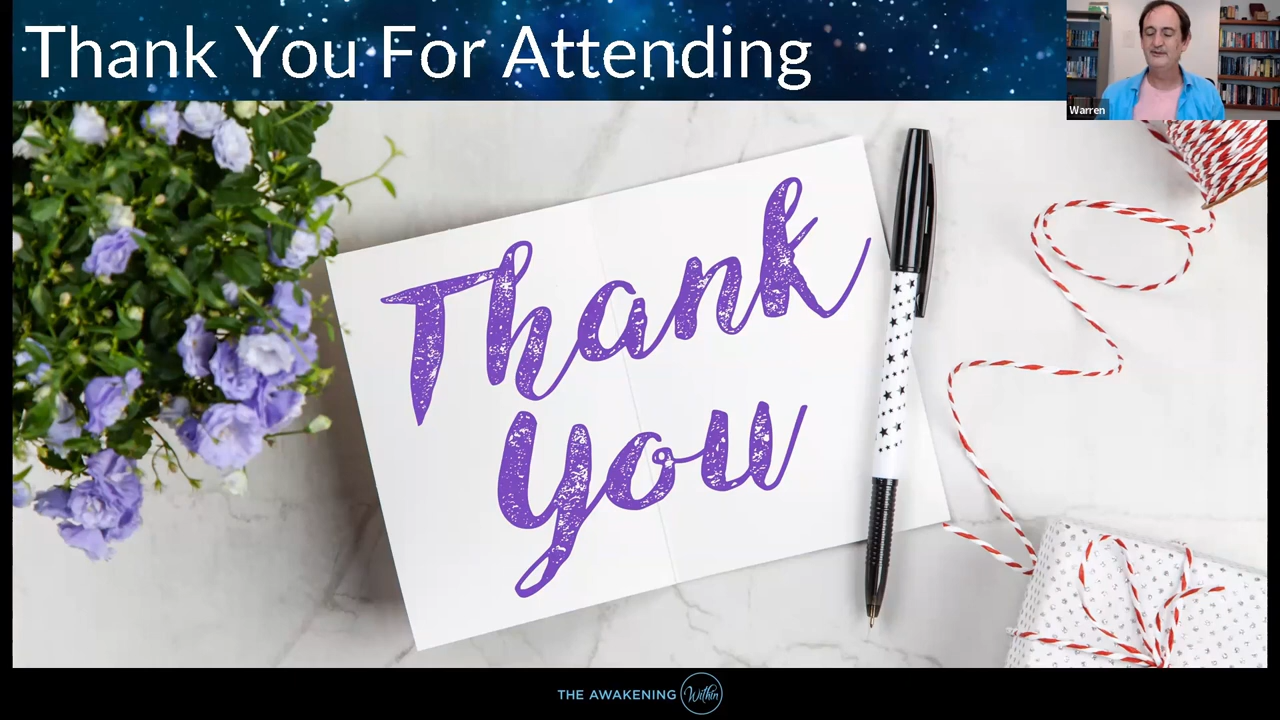 Thank You For Attending
Warren
Thank
you
THE AWAKENING Within